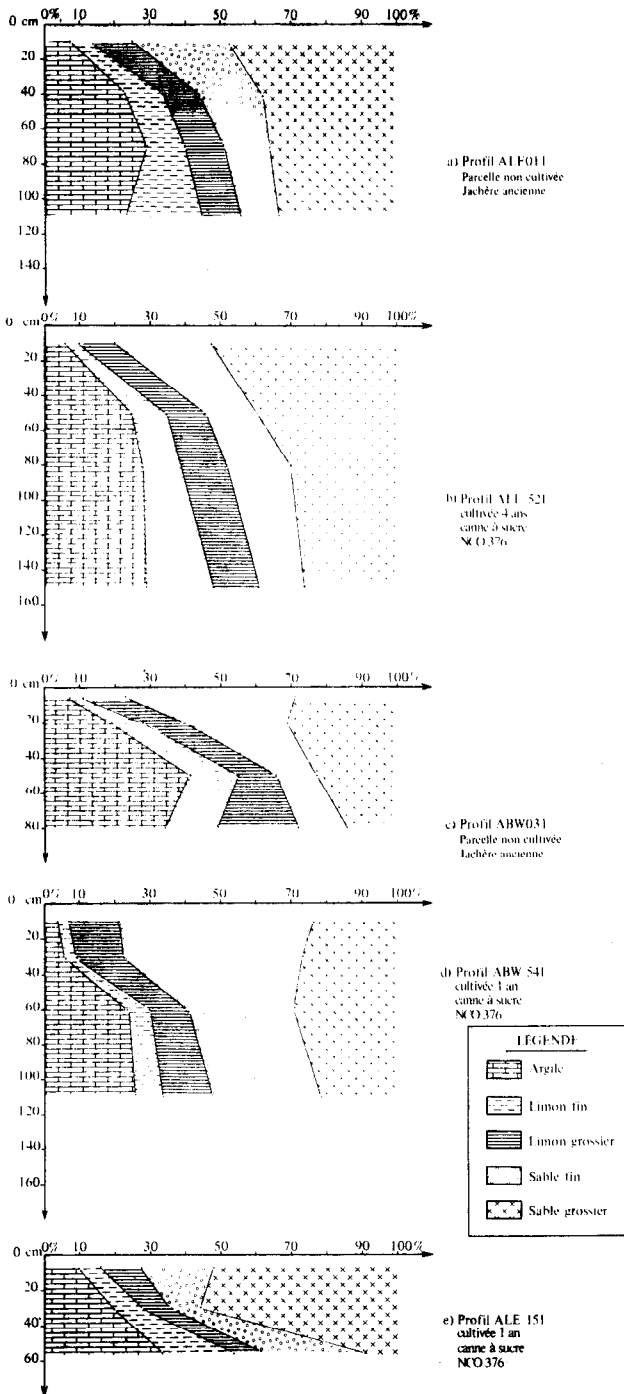 0 cm 0% 10 30 50 70 90 100%
20
40
60
80
100
120
140
a) Profil ALF011
Parcelle non cultivée
Jachère ancienne
0 cm 0% 10 30 50 70 90 100%
20
40
60
80
100
120
140
160
b) Profil ALF 521
cultivée 4 ans
canne à sucre
NCO 376
0 cm 0% 10 30 50 70 90 100%
20
40
60
80
c) Profil ABW031
Parcelle non cultivée
Jachère ancienne
0 cm 0% 10 30 50 70 90 100%
20
40
60
80
100
120
140
160
d) Profil ABW 541
cultivée 1 an
canne à sucre
NCO 376
LÉGENDE
Argile
Limon fin
Limon grossier
Sable fin
Sable grossier
0 cm 0% 10 30 50 70 90 100%
20
40
60
e) Profil ALE 151
cultivée 1 an
canne à sucre
NCO 376